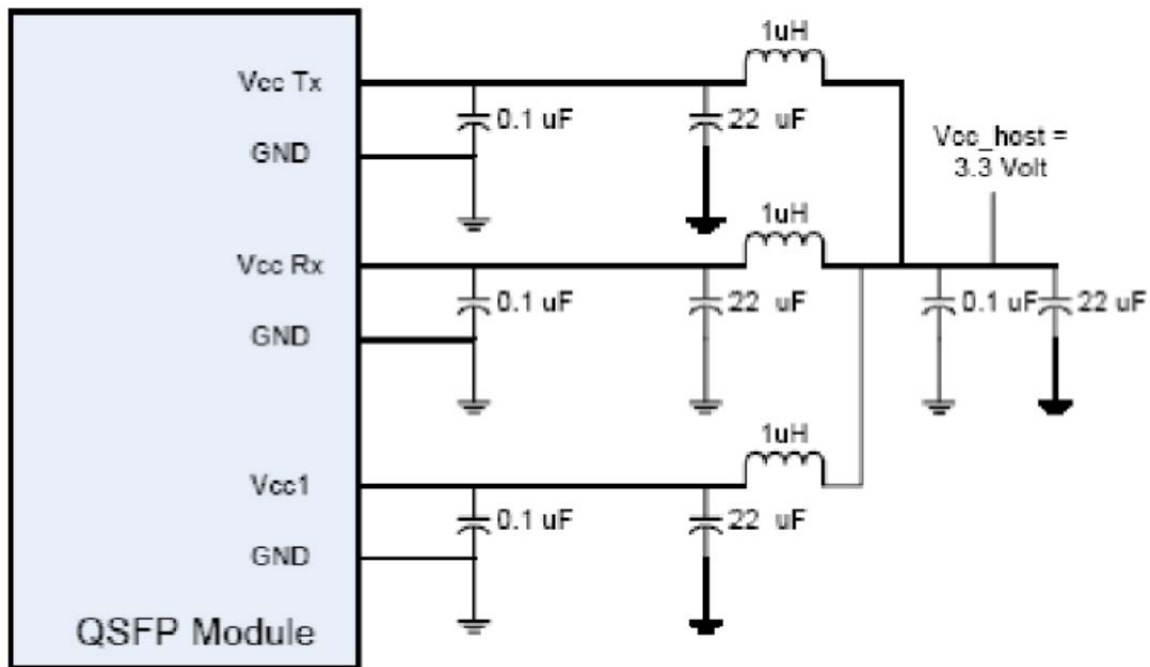 1uH
Vcc Tx
0.1 uF
22 uF
GND
Vcc_host =
3.3 Volt
1uH
Vcc Rx
0.1 uF
22 uF
0.1 uF
22 uF
GND
1uH
Vcc1
0.1 uF
22 uF
GND
QSFP Module